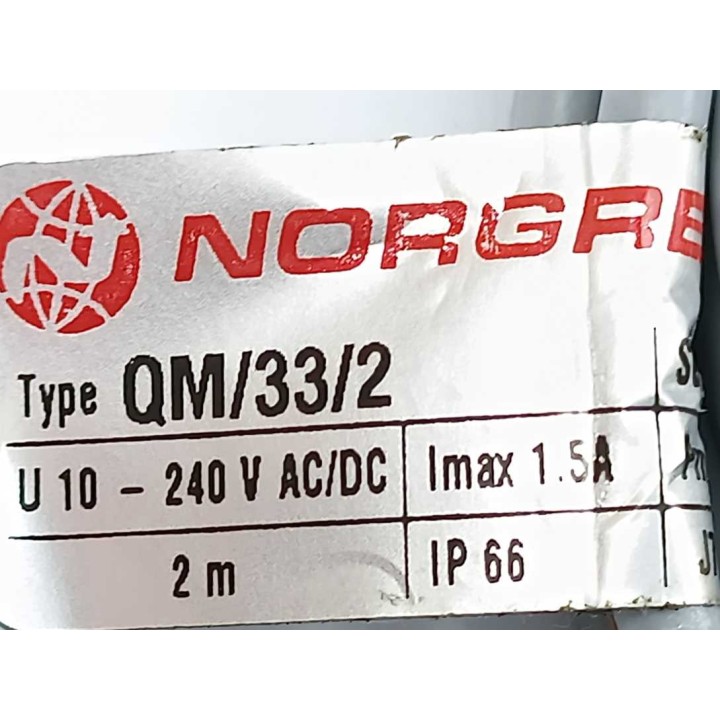 NORGRE
Type QM/33/2
U 10 - 240 V AC/DC Imax 1.5A
2 m IP 66